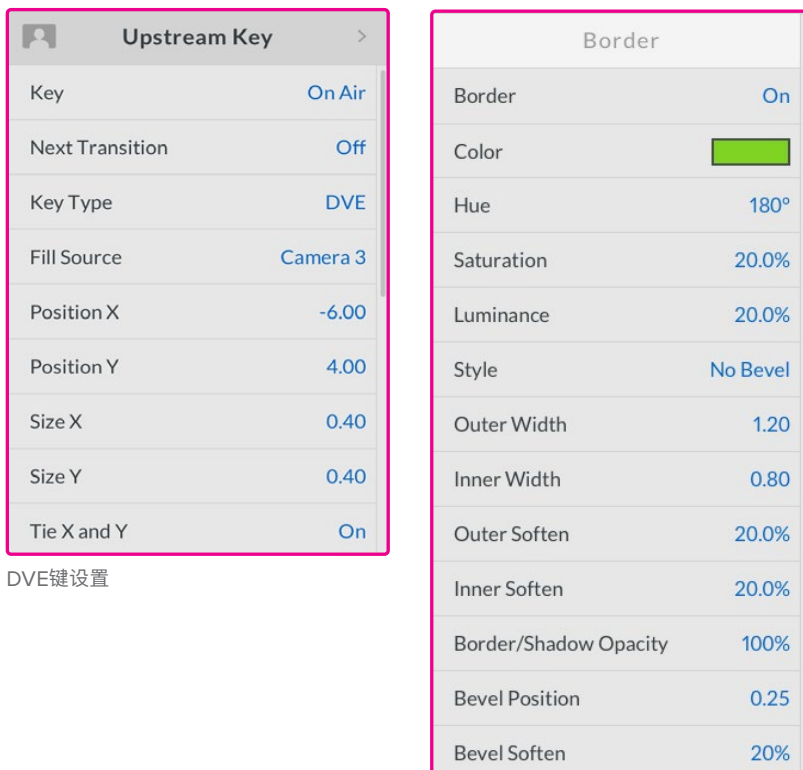 Upstream Key
Key On Air
Next Transition Off
Key Type DVE
Fill Source Camera 3
Position X -6.00
Position Y 4.00
Size X 0.40
Size Y 0.40
Tie X and Y On
DVE键设置
Border
Border On
Color
Hue 180°
Saturation 20.0%
Luminance 20.0%
Style No Bevel
Outer Width 1.20
Inner Width 0.80
Outer Soften 20.0%
Inner Soften 20.0%
Border/Shadow Opacity 100%
Bevel Position 0.25
Bevel Soften 20%